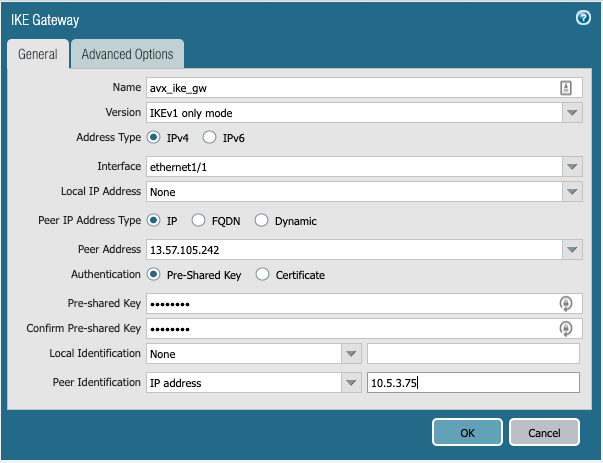 IKE Gateway
General Advanced Options
Name avx_ike_gw
Version IKEv1 only mode
Address Type IPv4 IPv6
Interface ethernet1/1
Local IP Address None
Peer IP Address Type IP FQDN Dynamic
Peer Address 13.57.105.242
Authentication Pre-Shared Key Certificate
Pre-shared Key ••••••••
Confirm Pre-shared Key ••••••••
Local Identification None
Peer Identification IP address 10.5.3.75
OK Cancel